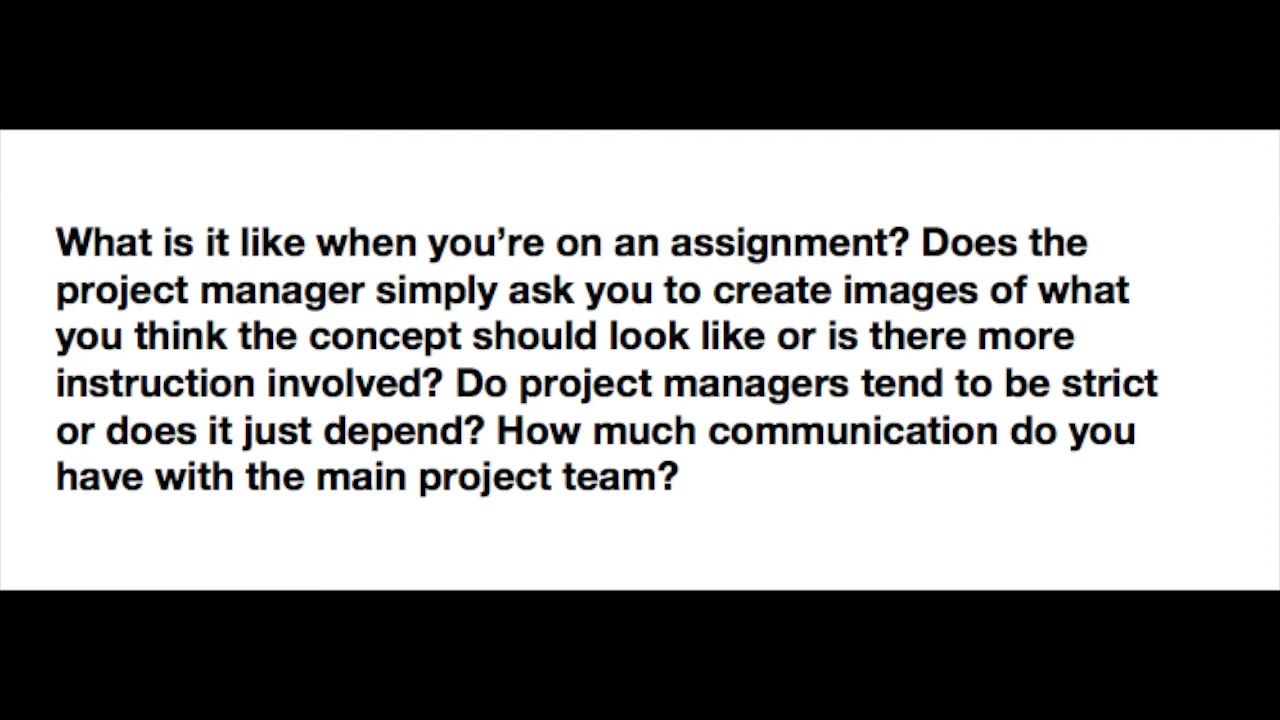 What is it like when you’re on an assignment? Does the
project manager simply ask you to create images of what
you think the concept should look like or is there more
instruction involved? Do project managers tend to be strict
or does it just depend? How much communication do you
have with the main project team?